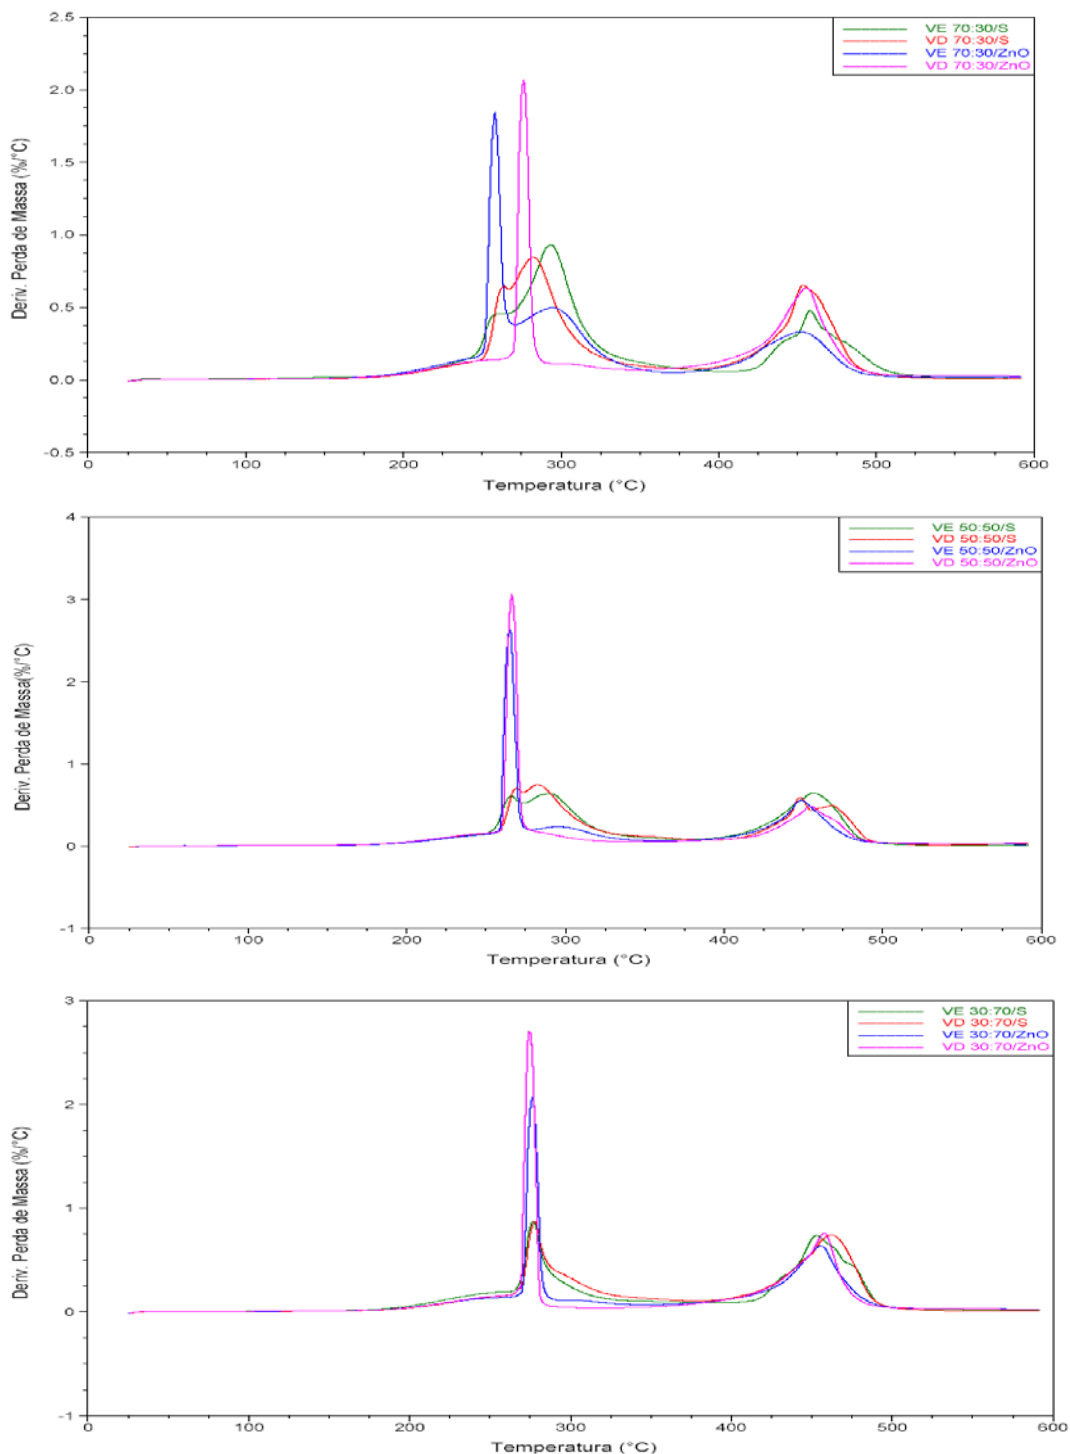 2.5
2.0
1.5
1.0
0.5
0.0
-0.5
Deriv. Perda de Massa (%/°C)
VE 70:30/S
VD 70:30/S
VE 70:30/ZnO
VD 70:30/ZnO
0 100 200 300 400 500 600
Temperatura (°C)
4
3
2
1
0
-1
Deriv. Perda de Massa(%/°C)
VE 50:50/S
VD 50:50/S
VE 50:50/ZnO
VD 50:50/ZnO
0 100 200 300 400 500 600
Temperatura (°C)
3
2
1
0
-1
Deriv. Perda de Massa (%/°C)
VE 30:70/S
VD 30:70/S
VE 30:70/ZnO
VD 30:70/ZnO
0 100 200 300 400 500 600
Temperatura (°C)